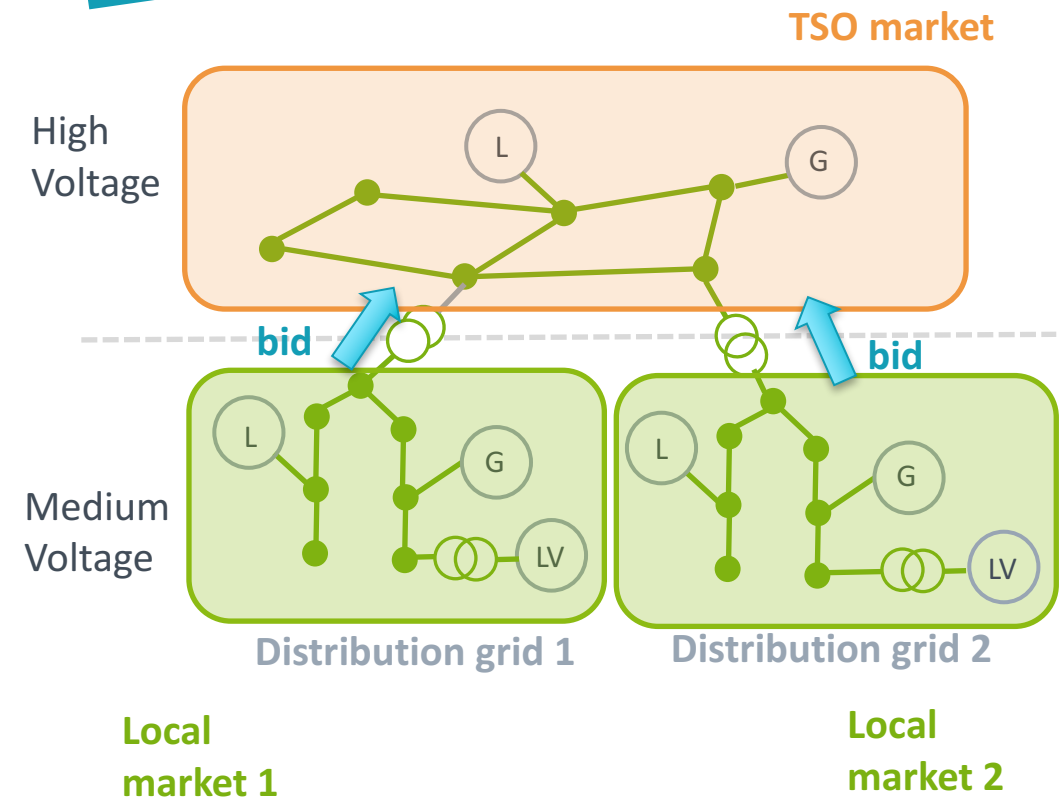 TSO market
High
Voltage
L
G
bid
bid
L
G
LV
L
G
LV
Medium
Voltage
Distribution grid 1
Distribution grid 2
Local
market 1
Local
market 2